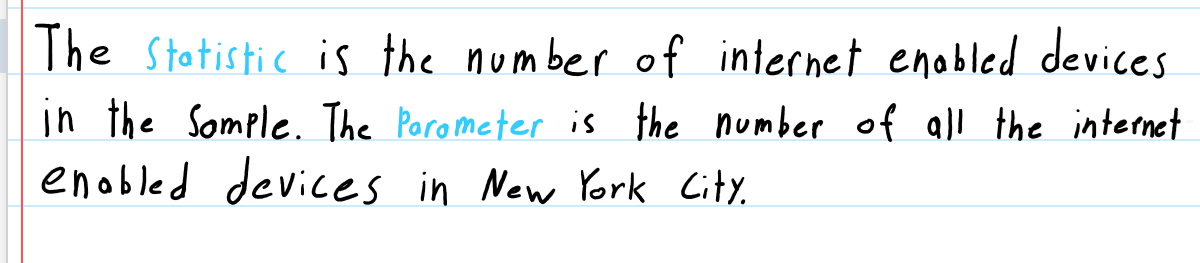 The Statistic is the number of internet enabled devices
in the Sample. The Parameter is the number of all the internet
enabled devices in New York City.